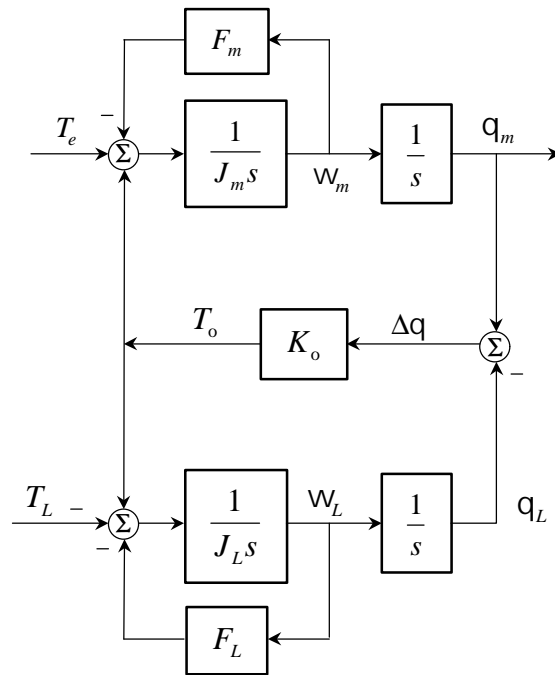 F_m
−
T_e
Σ
1
J_m s
w_m
1
s
q_m
T_o
K_o
Δq
Σ
−
T_L
−
Σ
−
1
J_L s
w_L
1
s
q_L
F_L